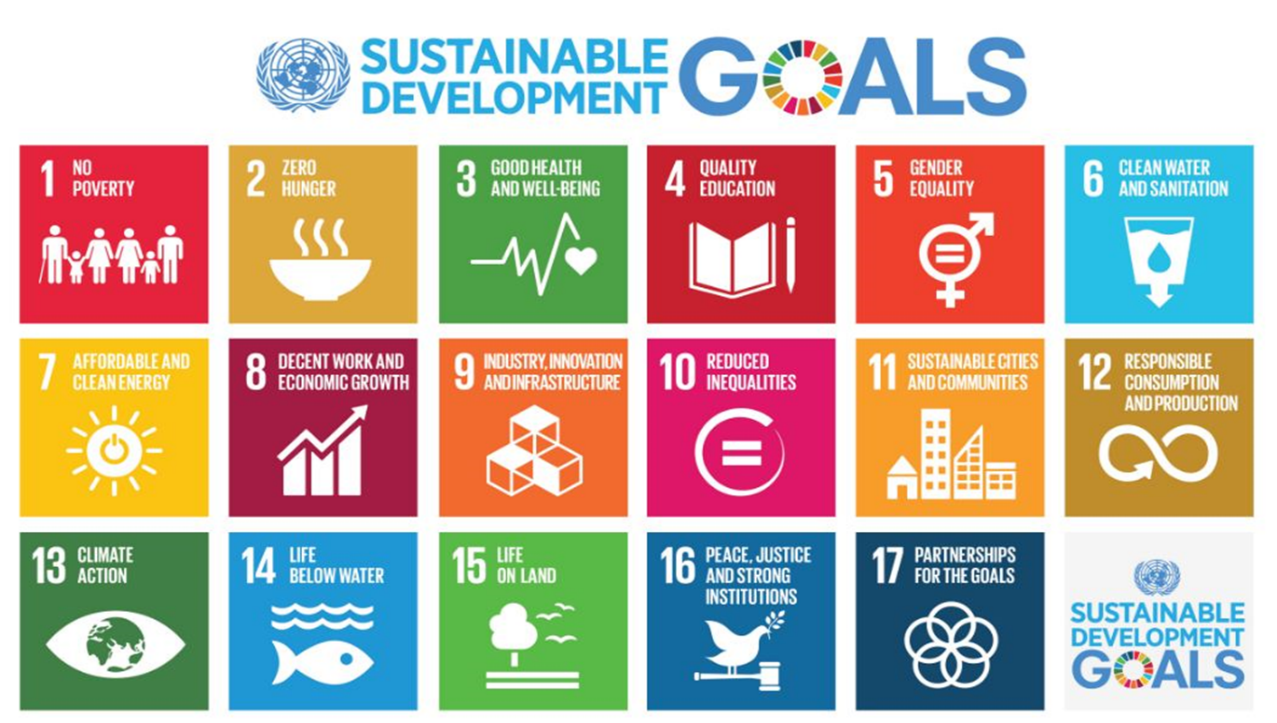 SUSTAINABLE
DEVELOPMENT
GOALS
1 NO
POVERTY
2 ZERO
HUNGER
3 GOOD HEALTH
AND WELL-BEING
4 QUALITY
EDUCATION
5 GENDER
EQUALITY
6 CLEAN WATER
AND SANITATION
7 AFFORDABLE AND
CLEAN ENERGY
8 DECENT WORK AND
ECONOMIC GROWTH
9 INDUSTRY, INNOVATION
AND INFRASTRUCTURE
10 REDUCED
INEQUALITIES
11 SUSTAINABLE CITIES
AND COMMUNITIES
12 RESPONSIBLE
CONSUMPTION
AND PRODUCTION
13 CLIMATE
ACTION
14 LIFE
BELOW WATER
15 LIFE
ON LAND
16 PEACE, JUSTICE
AND STRONG
INSTITUTIONS
17 PARTNERSHIPS
FOR THE GOALS
SUSTAINABLE
DEVELOPMENT
GOALS